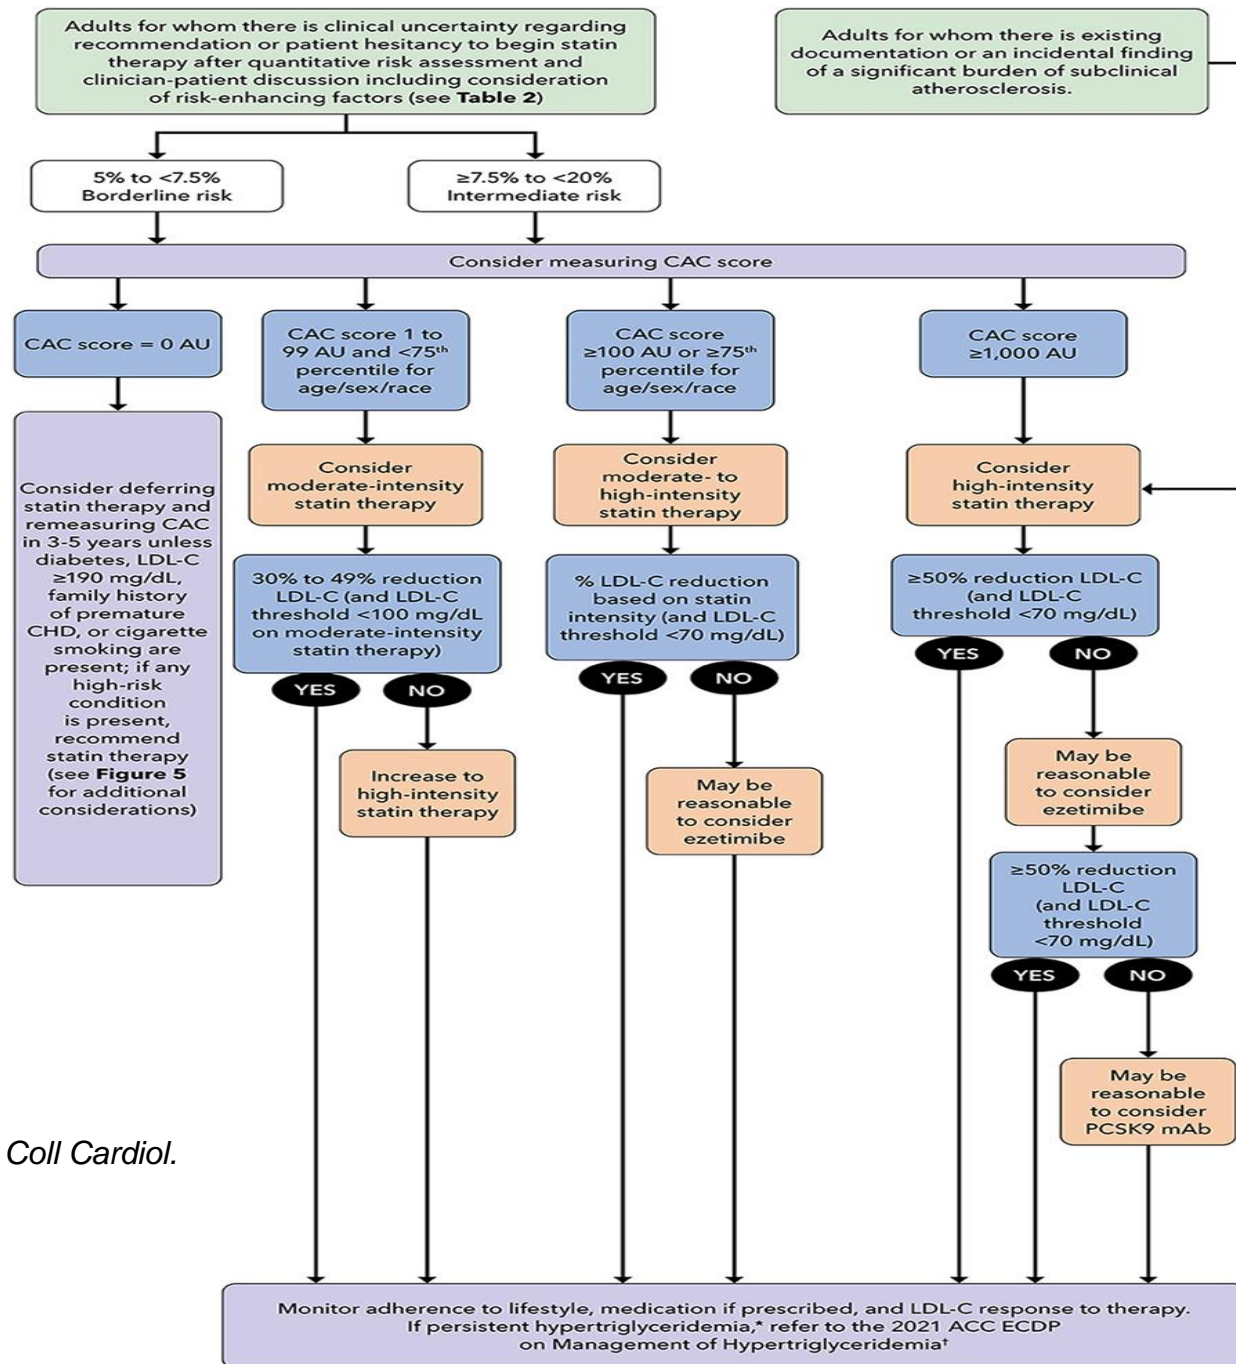 Adults for whom there is clinical uncertainty regarding
recommendation or patient hesitancy to begin statin
therapy after quantitative risk assessment and
clinician-patient discussion including consideration
of risk-enhancing factors (see Table 2)
Adults for whom there is existing
documentation or an incidental finding
of a significant burden of subclinical
atherosclerosis.
5% to <7.5%
Borderline risk
≥7.5% to <20%
Intermediate risk
Consider measuring CAC score
CAC score = 0 AU
CAC score 1 to
99 AU and <75th
percentile for
age/sex/race
CAC score
≥100 AU or ≥75th
percentile for
age/sex/race
CAC score
≥1,000 AU
Consider deferring
statin therapy and
remeasuring CAC
in 3-5 years unless
diabetes, LDL-C
≥190 mg/dL,
family history
of premature
CHD, or cigarette
smoking are
present; if any
high-risk
condition
is present,
recommend
statin therapy
(see Figure 5
for additional
considerations)
Consider
moderate-intensity
statin therapy
Consider
moderate- to
high-intensity
statin therapy
Consider
high-intensity
statin therapy
30% to 49% reduction
LDL-C (and LDL-C
threshold <100 mg/dL
on moderate-intensity
statin therapy)
% LDL-C reduction
based on statin
intensity (and LDL-C
threshold <70 mg/dL)
≥50% reduction LDL-C
(and LDL-C
threshold <70 mg/dL)
YES
NO
YES
NO
YES
NO
Increase to
high-intensity
statin therapy
May be
reasonable
to consider
ezetimibe
May be
reasonable
to consider
ezetimibe
≥50% reduction
LDL-C
(and LDL-C
threshold
<70 mg/dL)
YES
NO
May be
reasonable
to consider
PCSK9 mAb
Coll Cardiol.
Monitor adherence to lifestyle, medication if prescribed, and LDL-C response to therapy.
If persistent hypertriglyceridemia,* refer to the 2021 ACC ECDP
on Management of Hypertriglyceridemia†